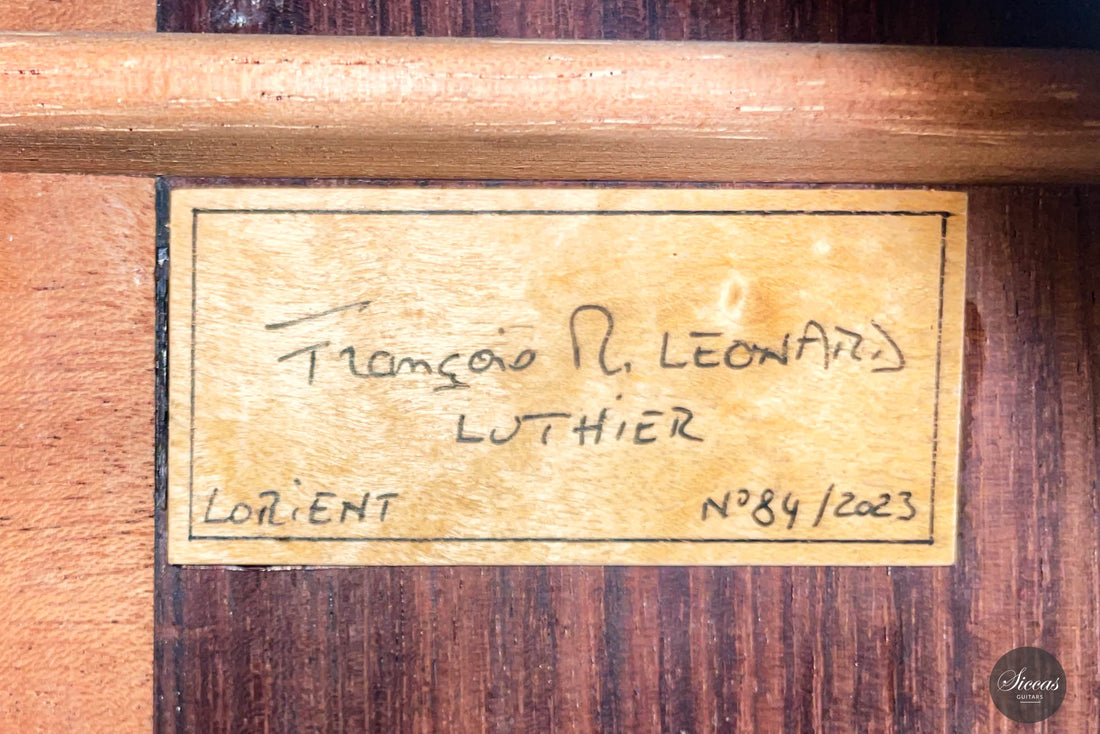 François R. LEONARD
LUTHiER
LORiENT
N°84/2023
Siccas
GUITARS